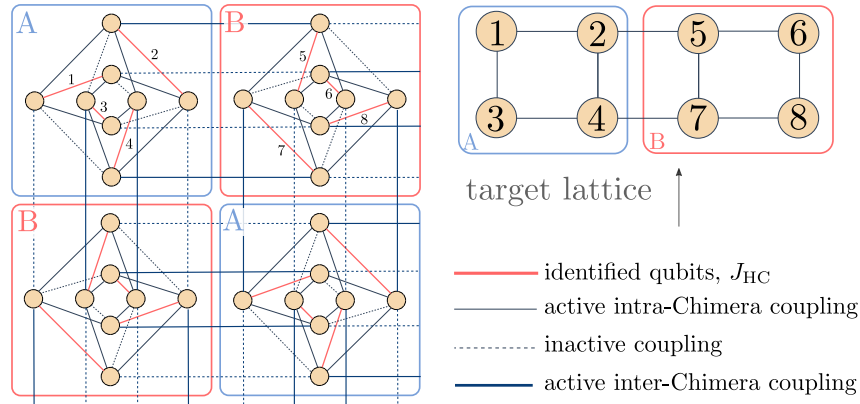 A
B
1
2
3
4
5
6
7
8
B
A
1 2 5 6
3 4 7 8
A
B
target lattice
identified qubits, J_HC
active intra-Chimera coupling
inactive coupling
active inter-Chimera coupling